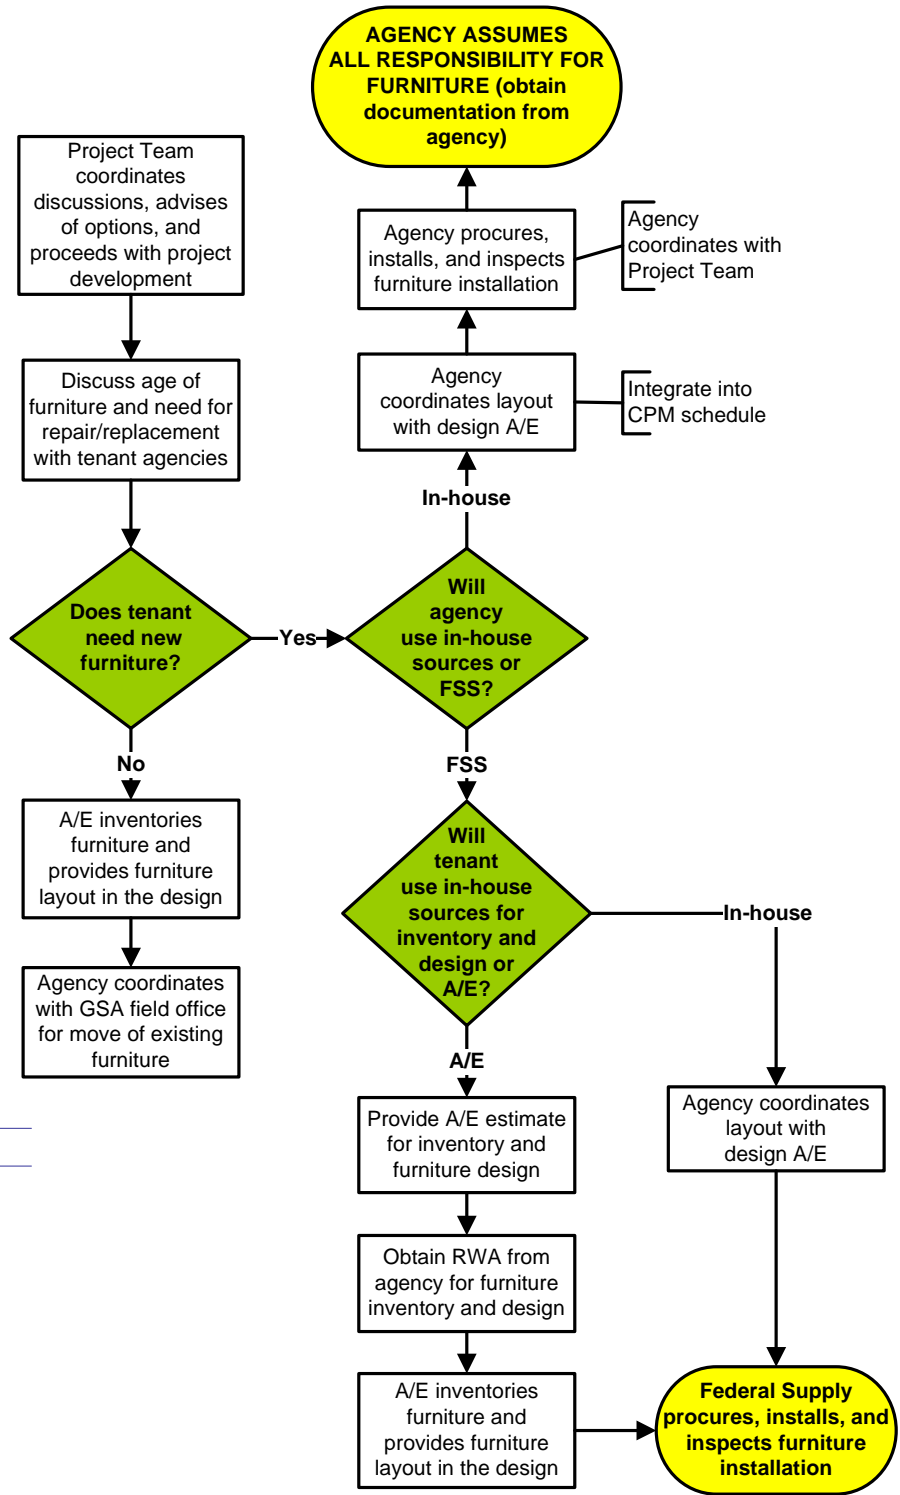 AGENCY ASSUMES
ALL RESPONSIBILITY FOR
FURNITURE (obtain
documentation from
agency)
Project Team
coordinates
discussions, advises
of options, and
proceeds with project
development
Agency procures,
installs, and inspects
furniture installation
Agency
coordinates with
Project Team
Discuss age of
furniture and need for
repair/replacement
with tenant agencies
Agency
coordinates layout
with design A/E
Integrate into
CPM schedule
In-house
Does tenant
need new
furniture?
Yes
Will
agency
use in-house
sources or
FSS?
No
FSS
A/E inventories
furniture and
provides furniture
layout in the design
Will
tenant
use in-house
sources for
inventory and
design or
A/E?
In-house
Agency coordinates
with GSA field office
for move of existing
furniture
A/E
Provide A/E estimate
for inventory and
furniture design
Agency coordinates
layout with
design A/E
Obtain RWA from
agency for furniture
inventory and design
A/E inventories
furniture and
provides furniture
layout in the design
Federal Supply
procures, installs, and
inspects furniture
installation